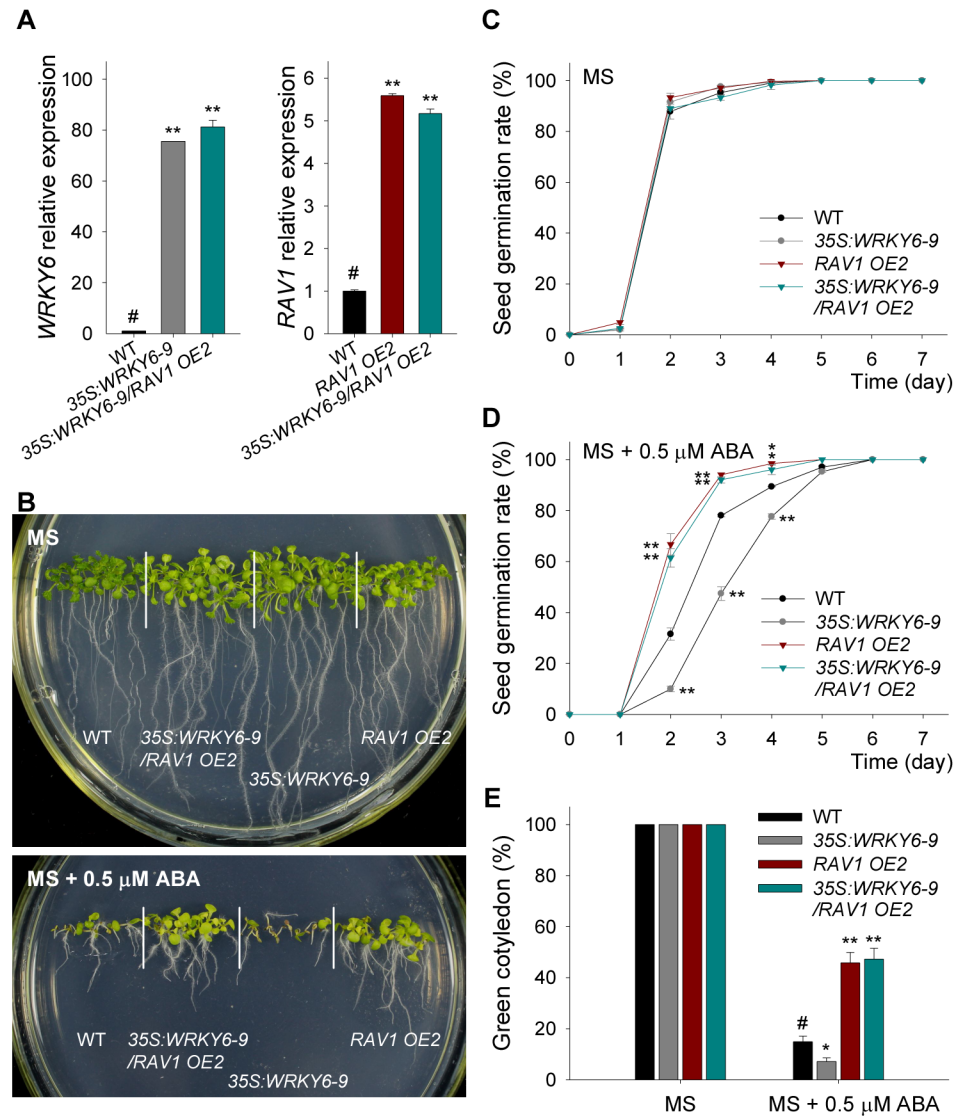 A
WRKY6 relative expression
100
80
60
40
20
0
#
**
**
WT
35S:WRKY6-9
35S:WRKY6-9/RAV1 OE2
RAV1 relative expression
6
5
4
3
2
1
0
#
**
**
WT
RAV1 OE2
35S:WRKY6-9/RAV1 OE2
B
MS
WT
35S:WRKY6-9
/RAV1 OE2
35S:WRKY6-9
RAV1 OE2
MS + 0.5 μM ABA
WT
35S:WRKY6-9
/RAV1 OE2
35S:WRKY6-9
RAV1 OE2
C
Seed germination rate (%)
100
80
60
40
20
0
MS
WT
35S:WRKY6-9
RAV1 OE2
35S:WRKY6-9
/RAV1 OE2
0 1 2 3 4 5 6 7
Time (day)
D
Seed germination rate (%)
100
80
60
40
20
0
MS + 0.5 μM ABA
**
**
**
**
**
*
*
**
**
WT
35S:WRKY6-9
RAV1 OE2
35S:WRKY6-9
/RAV1 OE2
0 1 2 3 4 5 6 7
Time (day)
E
Green cotyledon (%)
100
80
60
40
20
0
WT
35S:WRKY6-9
RAV1 OE2
35S:WRKY6-9
/RAV1 OE2
#
*
**
**
MS
MS + 0.5 μM ABA